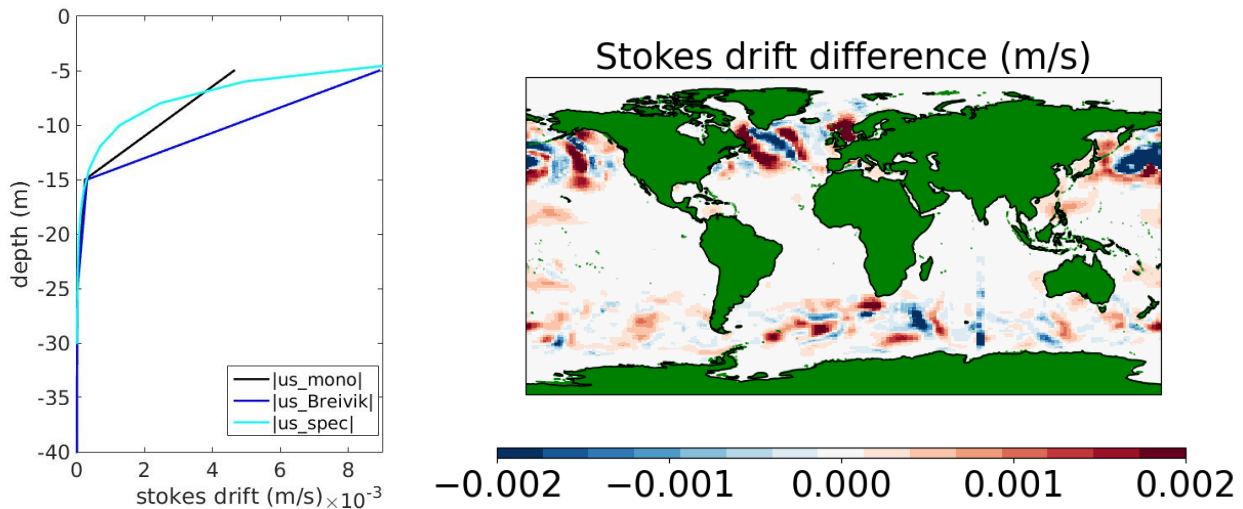 0
-5
-10
-15
-20
-25
-30
-35
-40
depth (m)
|us_mono|
|us_Breivik|
|us_spec|
0 2 4 6 8
stokes drift (m/s) ×10⁻³
Stokes drift difference (m/s)
−0.002 −0.001 0.000 0.001 0.002